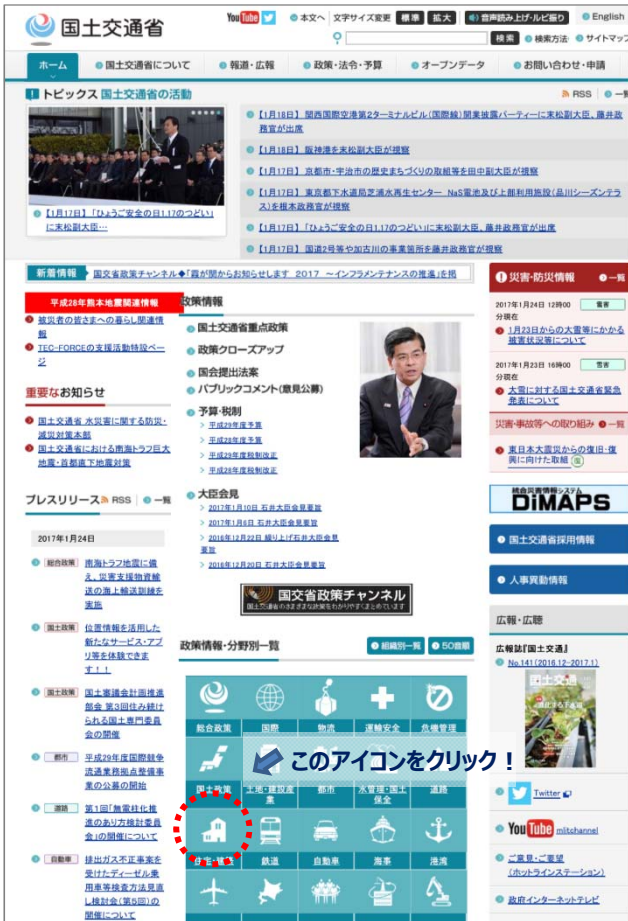 国土交通省
YouTube 本文へ 文字サイズ変更 標準 拡大 音声読み上げ・ルビ振り English
検索 検索方法 サイトマップ
ホーム 国土交通省について 報道・広報 政策・法令・予算 オープンデータ お問い合わせ・申請
トピックス 国土交通省の活動 RSS
【1月18日】 関西国際空港第2ターミナルビル(国際線)開業披露パーティーに末松副大臣、藤井政務官が出席
【1月18日】 阪神港を末松副大臣が視察
【1月17日】 京都市・宇治市の歴史まちづくりの取組等を田中副大臣が視察
【1月17日】 東京都下水道局芝浦水再生センター NaS電池及び上部利用施設(品川シーズンテラス)を根本政務官が視察
【1月17日】 「ひょうご安全の日1.17のつどい」に末松副大臣、藤井政務官が出席
【1月17日】 国道2号等や加古川の事業箇所を藤井政務官が視察
【1月17日】「ひょうご安全の日1.17のつどい」
に末松副大臣…
新着情報 国交省政策チャンネル◆「霞が関からお知らせします 2017 ~インフラメンテナンスの推進」を掲
平成28年熊本地震関連情報
被災者の皆さまへの暮らし関連情報
TEC-FORCEの支援活動特設ページ
重要なお知らせ
国土交通省 水災害に関する防災・減災対策本部
国土交通省における南海トラフ巨大地震・首都直下地震対策
プレスリリース RSS 一覧
2017年1月24日
総合政策 南海トラフ地震に備え、災害支援物資輸送の海上輸送訓練を実施
国土政策 位置情報を活用した新たなサービス・アプリ等を体験できます!!
国土政策 国土審議会計画推進部会 第3回住み続けられる国土専門委員会の開催
都市 平成29年度国際競争流通業務拠点整備事業の公募の開始
道路 第1回「無電柱化推進のあり方検討委員会」の開催について
自動車 排出ガス不正事案を受けたディーゼル乗用車等検査方法見直し検討会(第5回)の開催について
政策情報
国土交通省重点政策
政策クローズアップ
国会提出法案
パブリックコメント(意見公募)
予算・税制
平成29年度予算
平成28年度予算
平成29年度税制改正
平成28年度税制改正
大臣会見
2017年1月10日 石井大臣会見要旨
2017年1月6日 石井大臣会見要旨
2016年12月22日 繰り上げ石井大臣会見要旨
2016年12月20日 石井大臣会見要旨
国交省政策チャンネル
国土交通省のさまざまな政策をわかりやすくまとめています
政策情報・分野別一覧 組織別一覧 50音順
総合政策 国際 物流 運輸安全 危機管理
このアイコンをクリック!
国土政策 土地・建設産業 都市 水管理・国土保全 道路
住宅・建築 鉄道 自動車 海事 港湾
災害・防災情報 一覧
2017年1月24日 12時00分現在
1月23日からの大雪等にかかる被害状況等について
2017年1月23日 16時00分現在 雪害
大雪に対する国土交通省緊急発表について
災害・事故等への取り組み 一覧
東日本大震災からの復旧・復興に向けた取組
統合災害情報システム
DiMAPS
国土交通省採用情報
人事異動情報
広報・広聴
広報誌『国土交通』
No.141(2016.12-2017.1)
国土交通
Twitter
YouTube mlitchannel
ご意見・ご要望
(ホットラインステーション)
政府インターネットテレビ